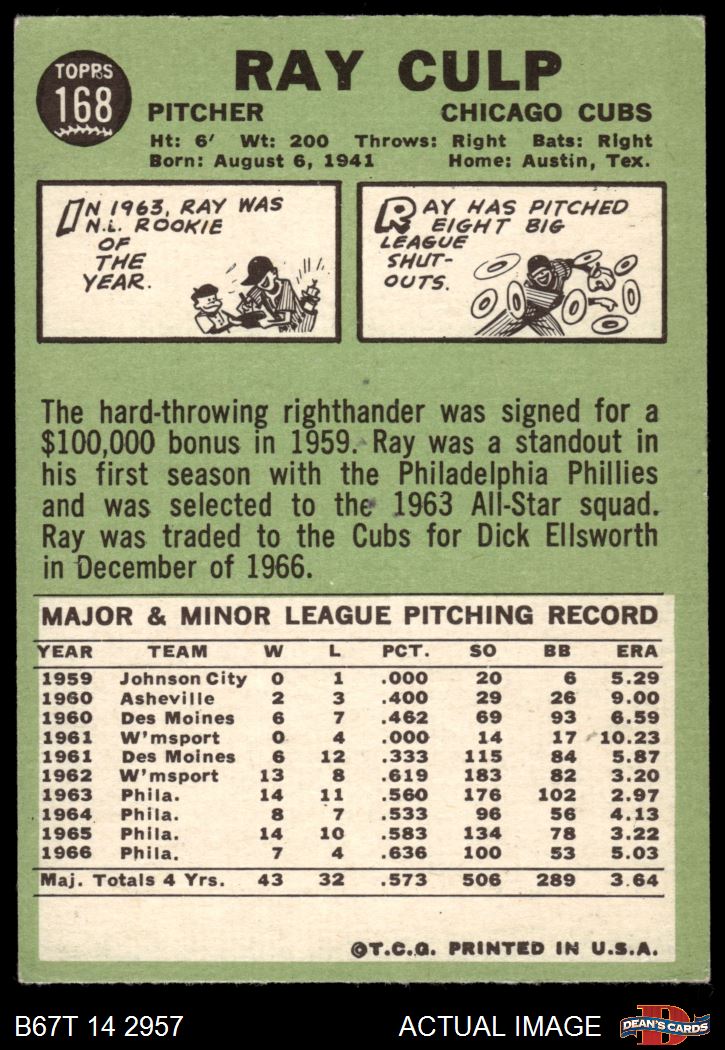 TOPPS
168
RAY CULP
PITCHER CHICAGO CUBS
Ht: 6' Wt: 200 Throws: Right Bats: Right
Born: August 6, 1941 Home: Austin, Tex.
IN 1963, RAY WAS
N.L. ROOKIE
OF
THE
YEAR.
RAY HAS PITCHED
EIGHT BIG
LEAGUE
SHUT-
OUTS.
The hard-throwing righthander was signed for a
$100,000 bonus in 1959. Ray was a standout in
his first season with the Philadelphia Phillies
and was selected to the 1963 All-Star squad.
Ray was traded to the Cubs for Dick Ellsworth
in December of 1966.
MAJOR & MINOR LEAGUE PITCHING RECORD
YEAR TEAM W L PCT. SO BB ERA
1959 Johnson City 0 1 .000 20 6 5.29
1960 Asheville 2 3 .400 29 26 9.00
1960 Des Moines 6 7 .462 69 93 6.59
1961 W'msport 0 4 .000 14 17 10.23
1961 Des Moines 6 12 .333 115 84 5.87
1962 W'msport 13 8 .619 183 82 3.20
1963 Phila. 14 11 .560 176 102 2.97
1964 Phila. 8 7 .533 96 56 4.13
1965 Phila. 14 10 .583 134 78 3.22
1966 Phila. 7 4 .636 100 53 5.03
Maj. Totals 4 Yrs. 43 32 .573 506 289 3.64
©T.C.G. PRINTED IN U.S.A.
B67T 14 2957 ACTUAL IMAGE D DEAN'S CARDS